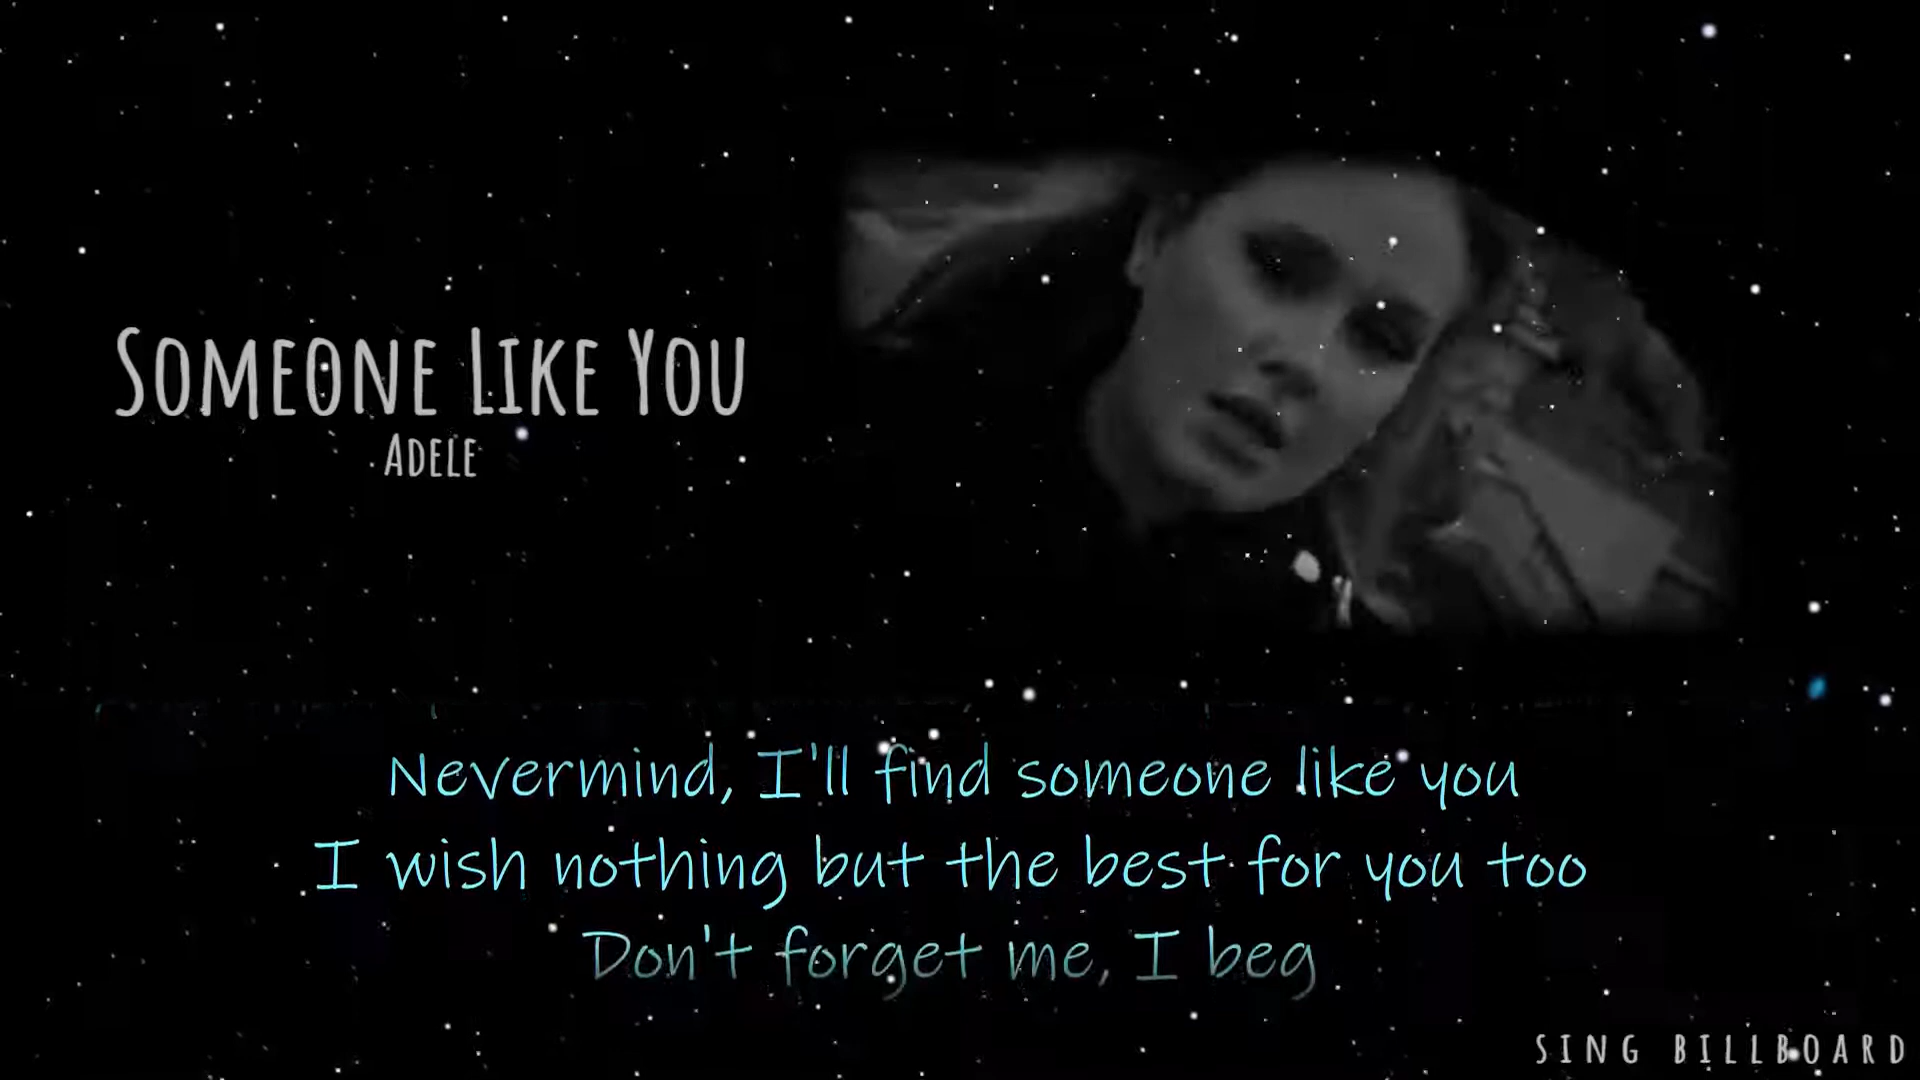 Someone Like You
Adele
Nevermind, I'll find someone like you
I wish nothing but the best for you too
Don't forget me, I beg
SING BILLBOARD